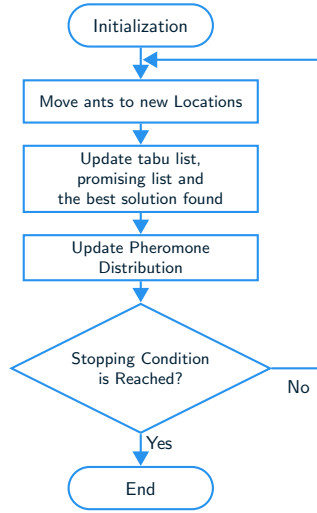 Initialization
Move ants to new Locations
Update tabu list,
promising list and
the best solution found
Update Pheromone
Distribution
Stopping Condition
is Reached?
No
Yes
End